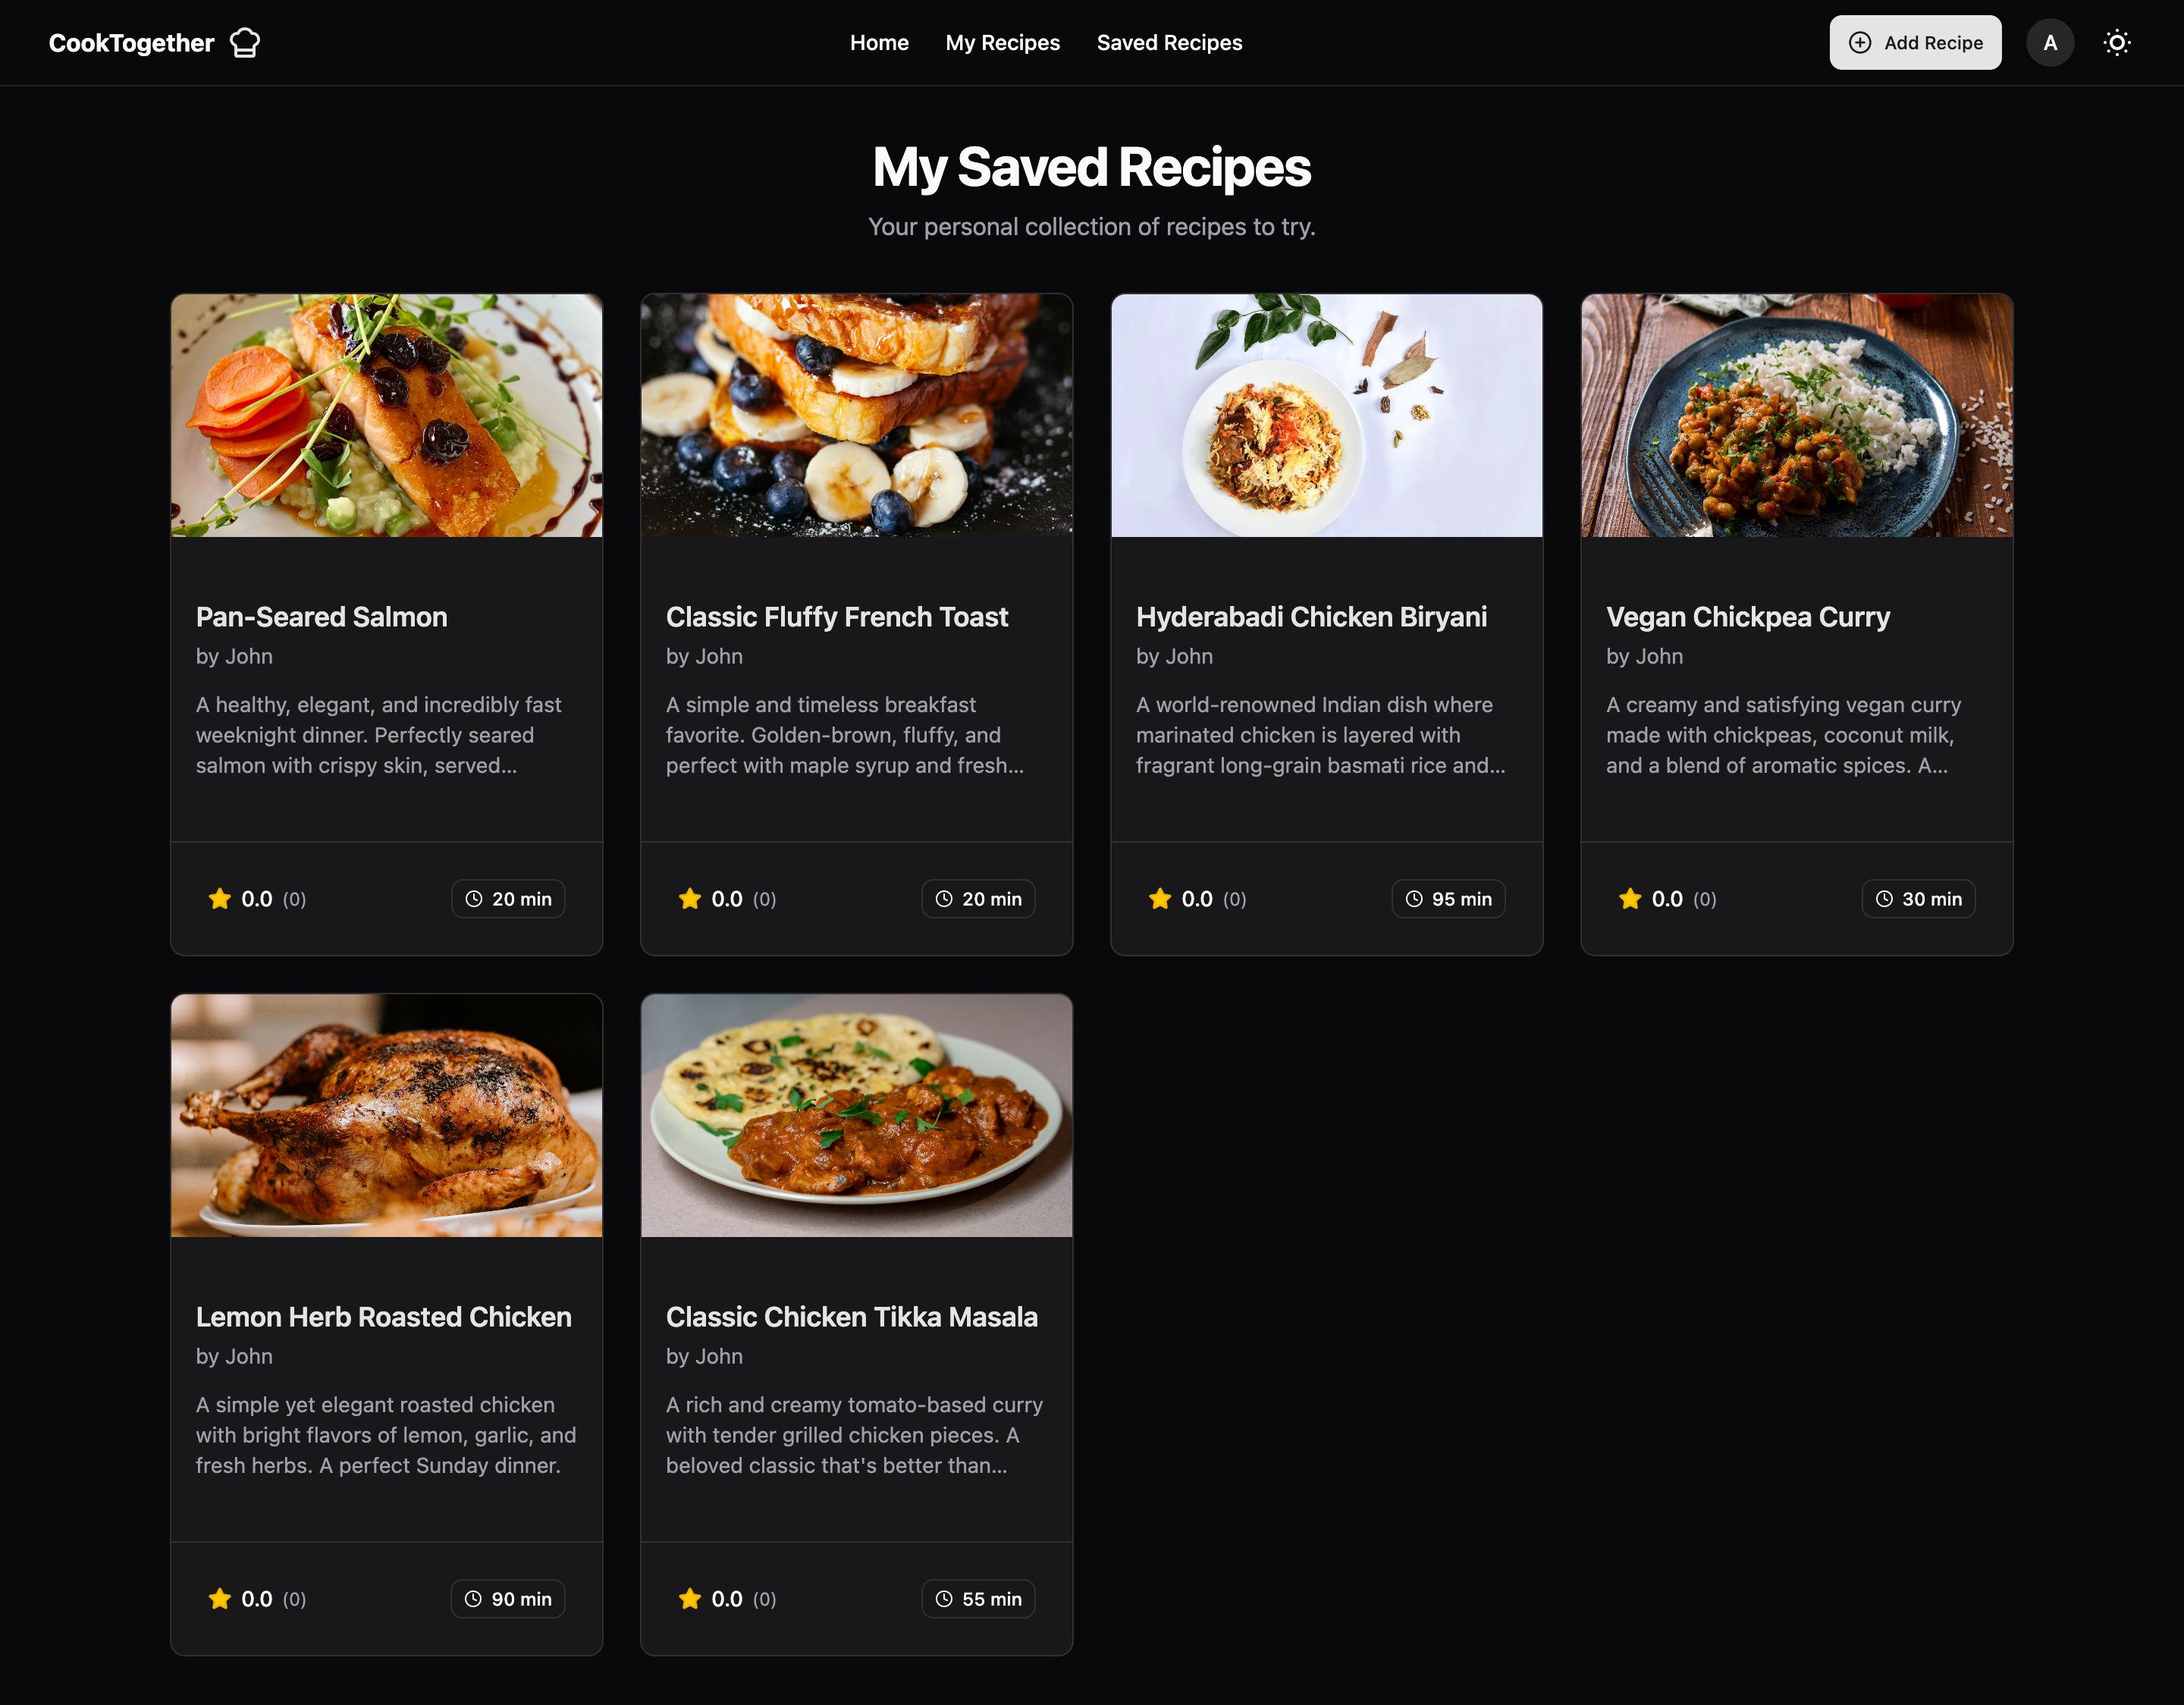 CookTogether
Home
My Recipes
Saved Recipes
Add Recipe
A
My Saved Recipes
Your personal collection of recipes to try.
Pan-Seared Salmon
by John
A healthy, elegant, and incredibly fast
weeknight dinner. Perfectly seared
salmon with crispy skin, served...
0.0 (0)
20 min
Classic Fluffy French Toast
by John
A simple and timeless breakfast
favorite. Golden-brown, fluffy, and
perfect with maple syrup and fresh...
0.0 (0)
20 min
Hyderabadi Chicken Biryani
by John
A world-renowned Indian dish where
marinated chicken is layered with
fragrant long-grain basmati rice and...
0.0 (0)
95 min
Vegan Chickpea Curry
by John
A creamy and satisfying vegan curry
made with chickpeas, coconut milk,
and a blend of aromatic spices. A...
0.0 (0)
30 min
Lemon Herb Roasted Chicken
by John
A simple yet elegant roasted chicken
with bright flavors of lemon, garlic, and
fresh herbs. A perfect Sunday dinner.
0.0 (0)
90 min
Classic Chicken Tikka Masala
by John
A rich and creamy tomato-based curry
with tender grilled chicken pieces. A
beloved classic that's better than...
0.0 (0)
55 min